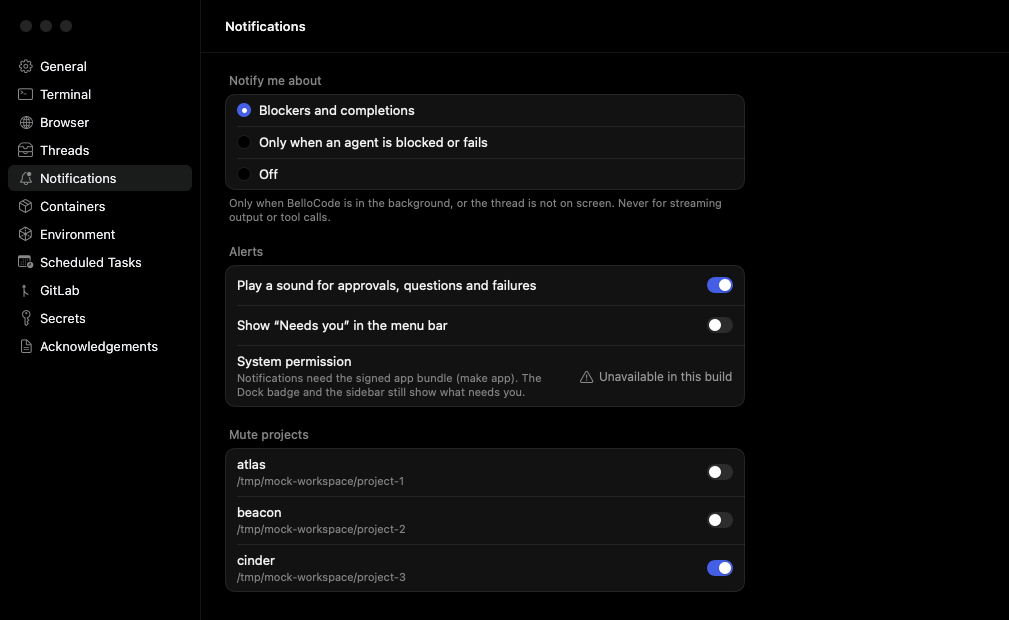 Notifications
General
Terminal
Browser
Threads
Notifications
Containers
Environment
Scheduled Tasks
GitLab
Secrets
Acknowledgements
Notify me about
Blockers and completions
Only when an agent is blocked or fails
Off
Only when BelloCode is in the background, or the thread is not on screen. Never for streaming
output or tool calls.
Alerts
Play a sound for approvals, questions and failures
Show “Needs you” in the menu bar
System permission
Notifications need the signed app bundle (make app). The
Dock badge and the sidebar still show what needs you.
Unavailable in this build
Mute projects
atlas
/tmp/mock-workspace/project-1
beacon
/tmp/mock-workspace/project-2
cinder
/tmp/mock-workspace/project-3